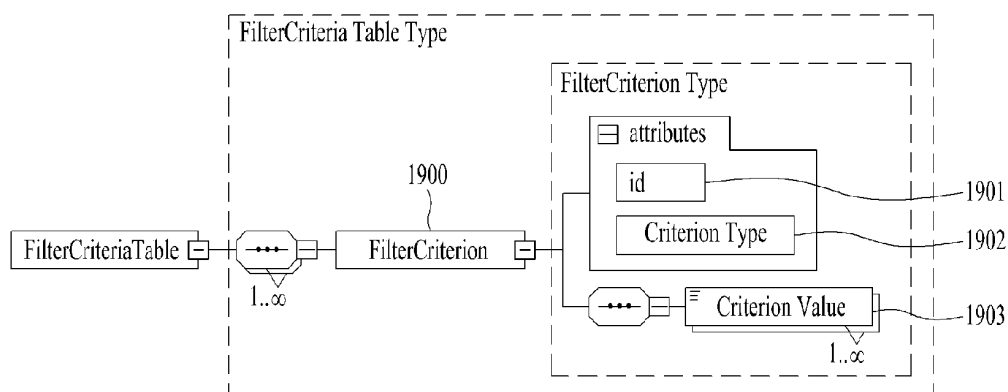 FilterCriteria Table Type
FilterCriterion Type
attributes
1900
id
1901
FilterCriteriaTable
FilterCriterion
Criterion Type
1902
1..∞
Criterion Value
1903
1..∞